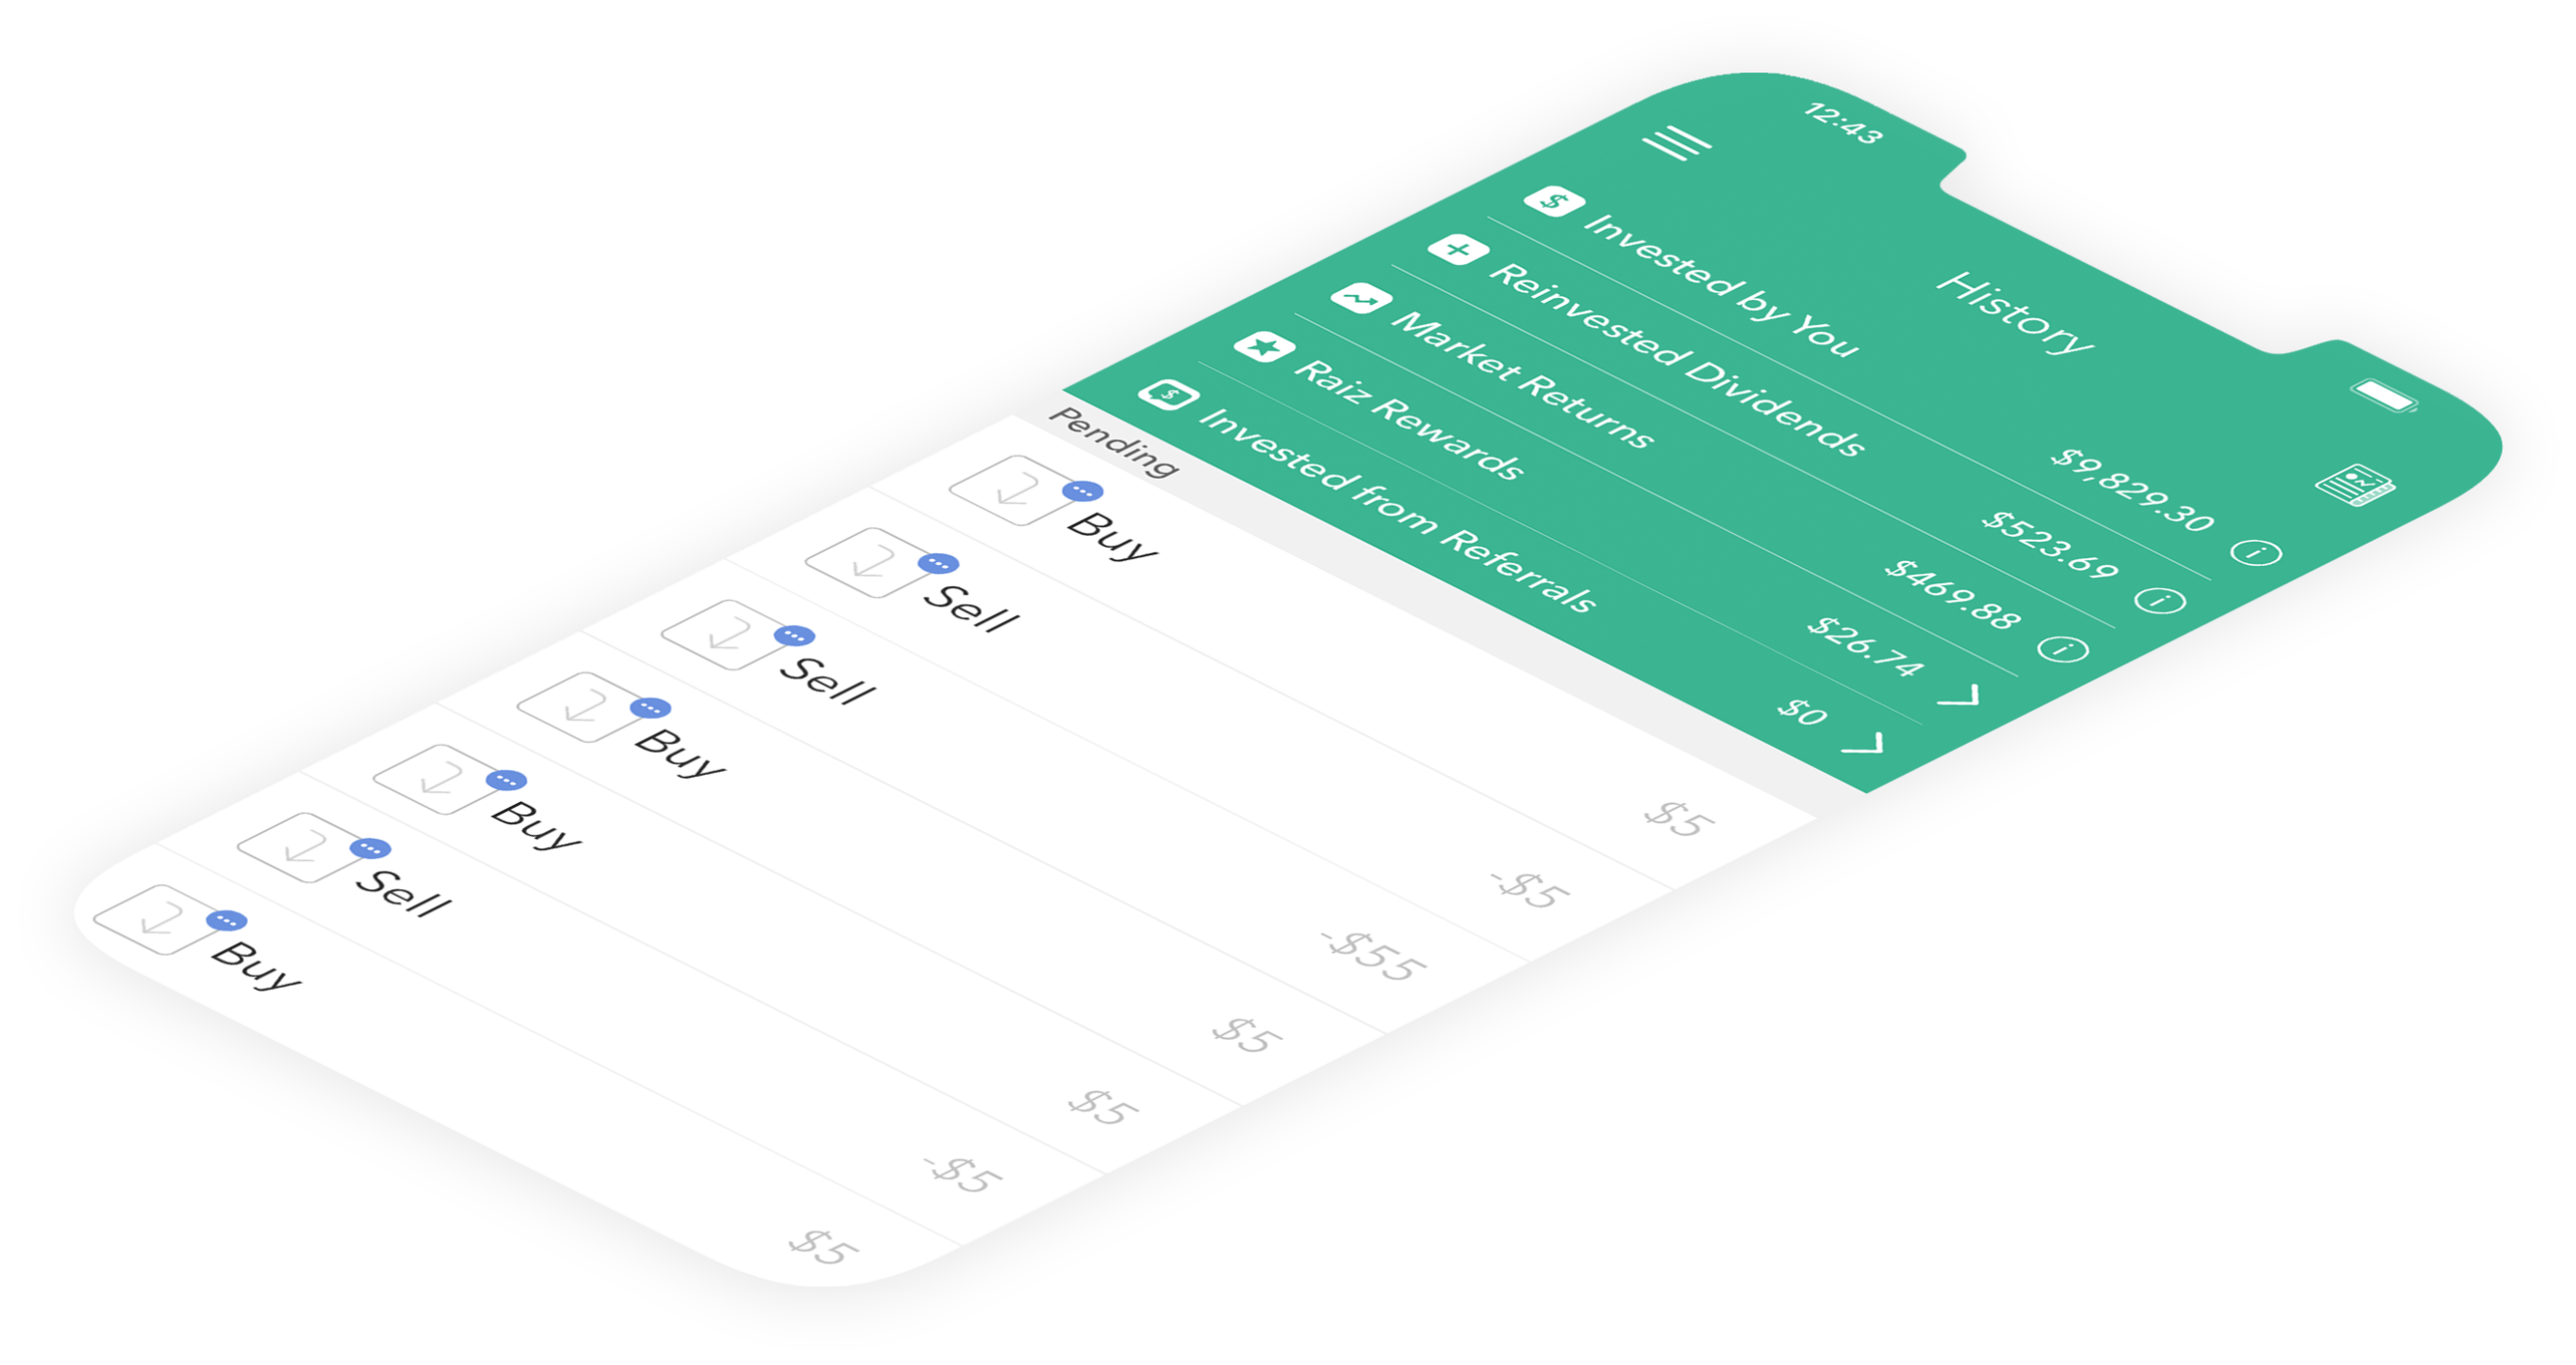 12:43
History
Invested by You $9,829.30
Reinvested Dividends $523.69
Market Returns $469.88
Raiz Rewards $26.74
Invested from Referrals $0
Pending
Buy $5
Sell -$5
Sell -$55
Buy $5
Buy $5
Sell -$5
Buy $5